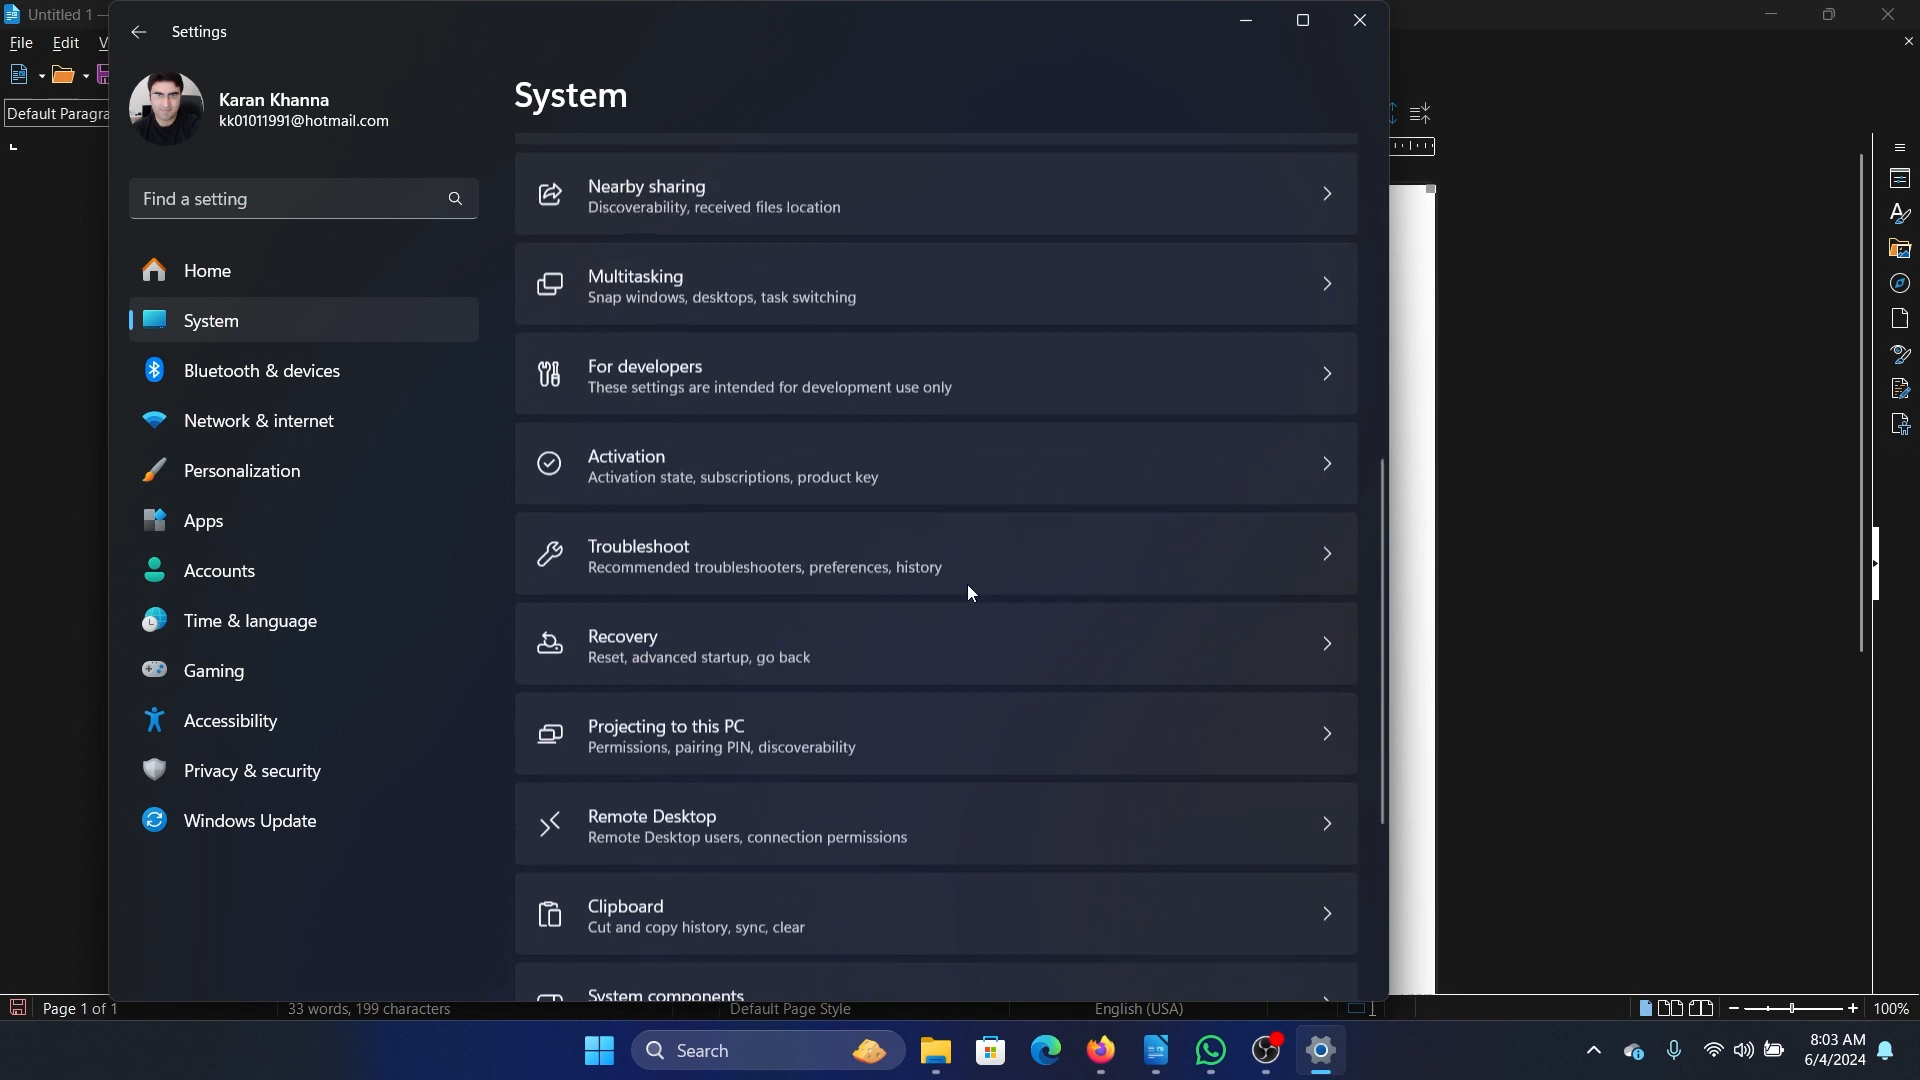 Untitled 1 —
File Edit V
Default Paragra
Settings
Karan Khanna
kk01011991@hotmail.com
Find a setting
Home
System
Bluetooth & devices
Network & internet
Personalization
Apps
Accounts
Time & language
Gaming
Accessibility
Privacy & security
Windows Update
System
Nearby sharing
Discoverability, received files location
Multitasking
Snap windows, desktops, task switching
For developers
These settings are intended for development use only
Activation
Activation state, subscriptions, product key
Troubleshoot
Recommended troubleshooters, preferences, history
Recovery
Reset, advanced startup, go back
Projecting to this PC
Permissions, pairing PIN, discoverability
Remote Desktop
Remote Desktop users, connection permissions
Clipboard
Cut and copy history, sync, clear
System components
Page 1 of 1 33 words, 199 characters Default Page Style English (USA) 100%
Search
8:03 AM
6/4/2024